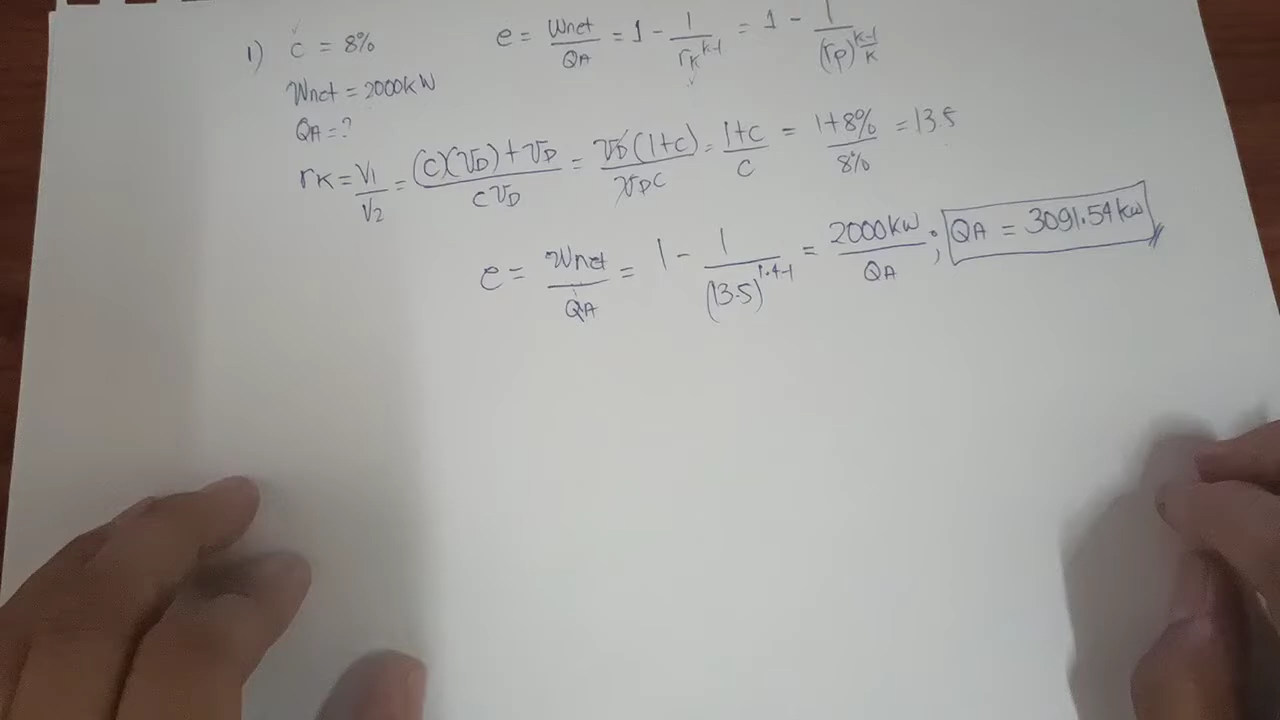 1) c = 8%
e = Wnet/QA = 1 - 1/rK^k-1 = 1 - 1/(rp)^k-1/k
Wnet = 2000kW
QA = ?
rK = V1/V2 = (c)(VD) + VD/cVD = VD(1+c)/VDC = 1+c/c = 1+8%/8% = 13.5
e = Wnet/QA = 1 - 1/(13.5)^1.4-1 = 2000kW/QA ; QA = 3091.54kW